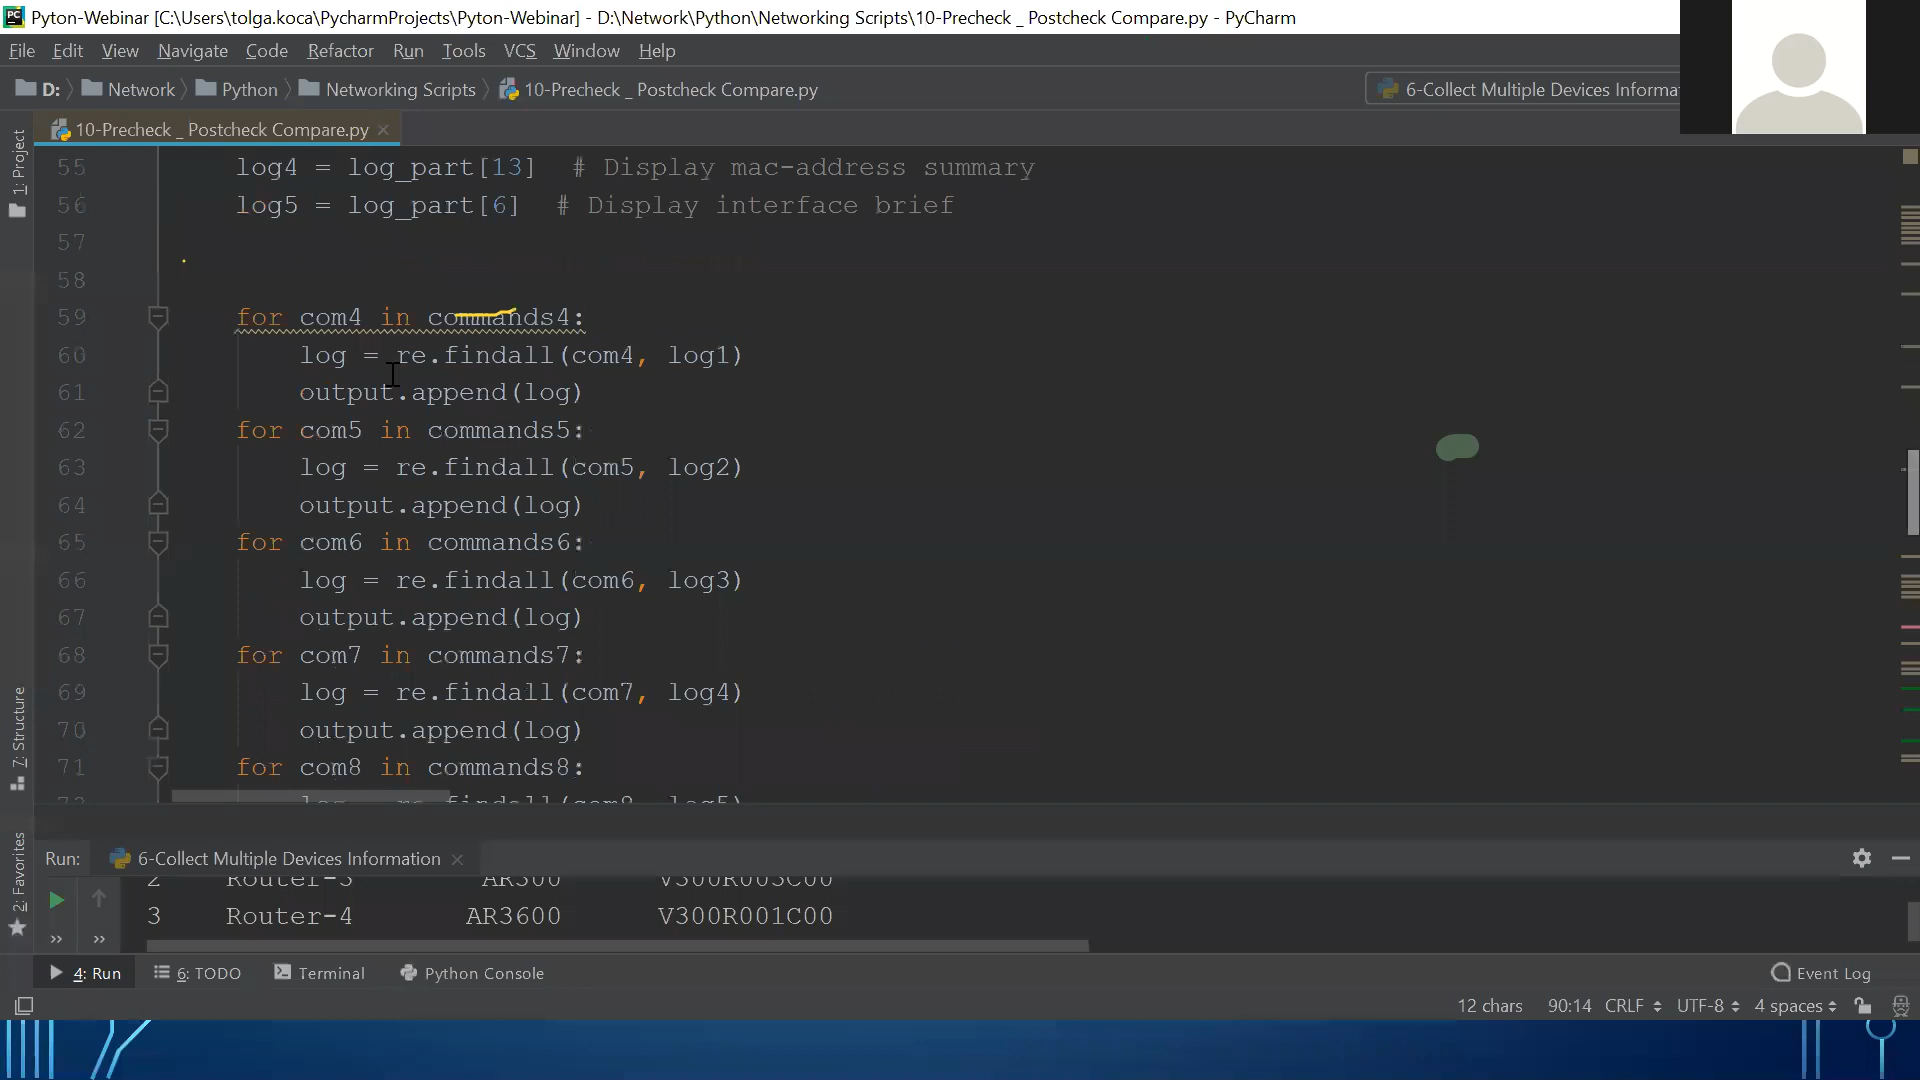 Pyton-Webinar [C:\Users\tolga.koca\PycharmProjects\Pyton-Webinar] - D:\Network\Python\Networking Scripts\10-Precheck _ Postcheck Compare.py - PyCharm
File Edit View Navigate Code Refactor Run Tools VCS Window Help
D: Network Python Networking Scripts 10-Precheck _ Postcheck Compare.py 6-Collect Multiple Devices Informa
10-Precheck _ Postcheck Compare.py
1: Project
7: Structure
2: Favorites
55 log4 = log_part[13]  # Display mac-address summary
56 log5 = log_part[6]  # Display interface brief
57
58
59 for com4 in commands4:
60 log = re.findall(com4, log1)
61 output.append(log)
62 for com5 in commands5:
63 log = re.findall(com5, log2)
64 output.append(log)
65 for com6 in commands6:
66 log = re.findall(com6, log3)
67 output.append(log)
68 for com7 in commands7:
69 log = re.findall(com7, log4)
70 output.append(log)
71 for com8 in commands8:
72 log = re.findall(com8, log5)
Run: 6-Collect Multiple Devices Information
2 Router-3 AR300 V300R003C00
3 Router-4 AR3600 V300R001C00
4: Run 6: TODO Terminal Python Console Event Log
12 chars 90:14 CRLF UTF-8 4 spaces